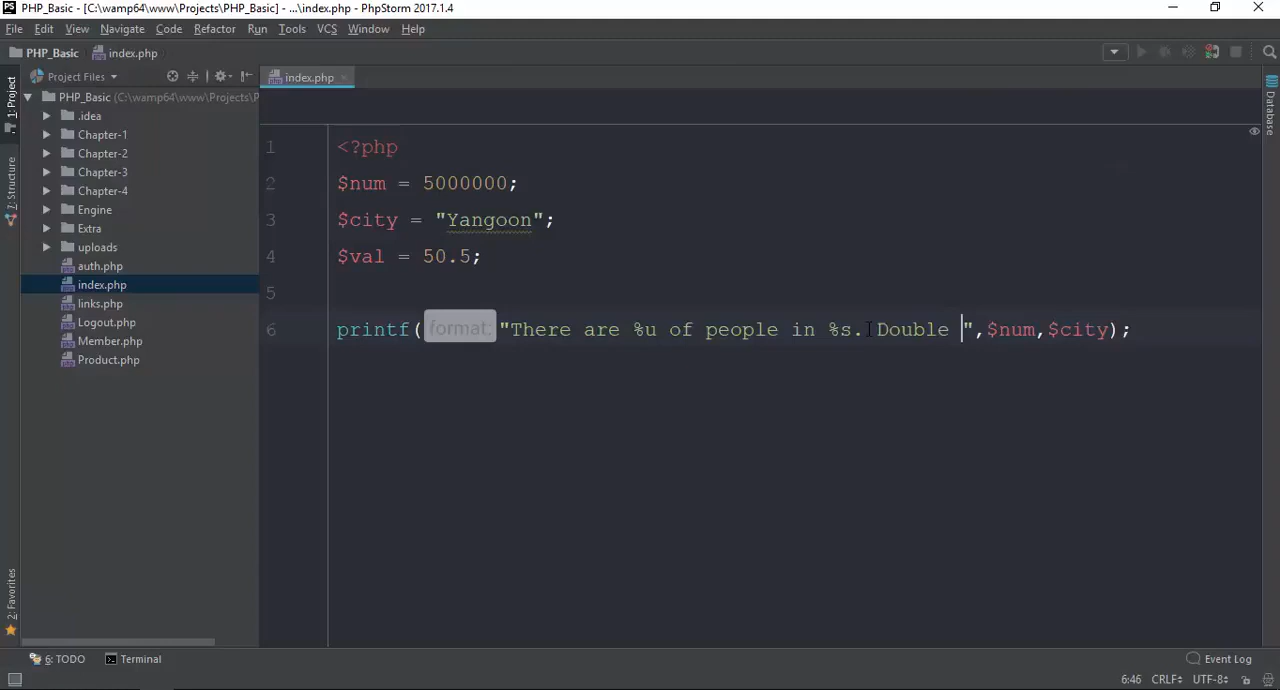 PHP_Basic - [C:\wamp64\www\Projects\PHP_Basic] - ...\index.php - PhpStorm 2017.1.4
File Edit View Navigate Code Refactor Run Tools VCS Window Help
PHP_Basic index.php
Project Files index.php
1: Project
Database
PHP_Basic (C:\wamp64\www\Projects\P
.idea
Chapter-1
Chapter-2
Chapter-3
Chapter-4
Engine
Extra
uploads
auth.php
index.php
links.php
Logout.php
Member.php
Product.php
7: Structure
2: Favorites
1 <?php
2 $num = 5000000;
3 $city = "Yangoon";
4 $val = 50.5;
5
6 printf( format: "There are %u of people in %s. Double ",$num,$city);
6: TODO Terminal Event Log
6:46 CRLF UTF-8